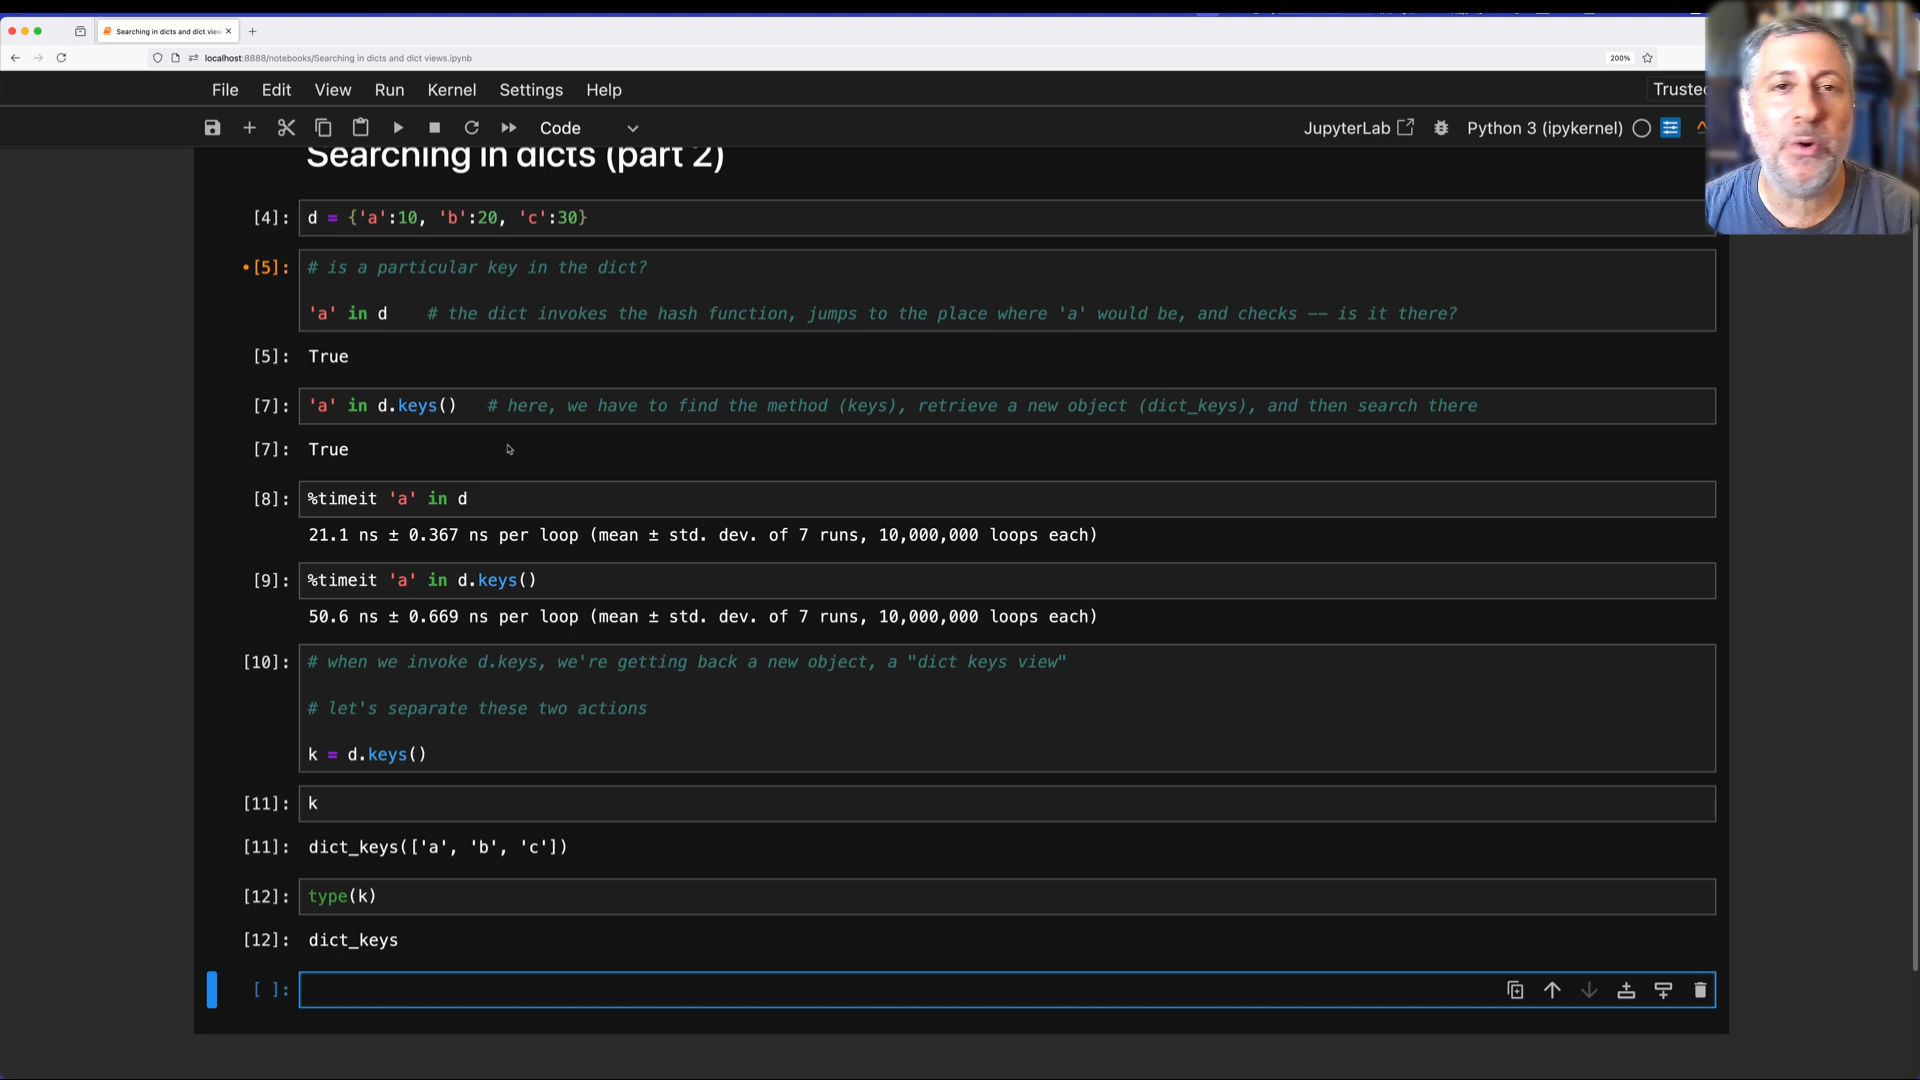 Searching in dicts and dict view
localhost:8888/notebooks/Searching in dicts and dict views.ipynb
200%
File Edit View Run Kernel Settings Help
Trusted
Code
JupyterLab
Python 3 (ipykernel)
Searching in dicts (part 2)
[4]: d = {'a':10, 'b':20, 'c':30}
•[5]: # is a particular key in the dict?
'a' in d # the dict invokes the hash function, jumps to the place where 'a' would be, and checks -- is it there?
[5]: True
[7]: 'a' in d.keys() # here, we have to find the method (keys), retrieve a new object (dict_keys), and then search there
[7]: True
[8]: %timeit 'a' in d
21.1 ns ± 0.367 ns per loop (mean ± std. dev. of 7 runs, 10,000,000 loops each)
[9]: %timeit 'a' in d.keys()
50.6 ns ± 0.669 ns per loop (mean ± std. dev. of 7 runs, 10,000,000 loops each)
[10]: # when we invoke d.keys, we're getting back a new object, a "dict keys view"
# let's separate these two actions
k = d.keys()
[11]: k
[11]: dict_keys(['a', 'b', 'c'])
[12]: type(k)
[12]: dict_keys
[ ]: